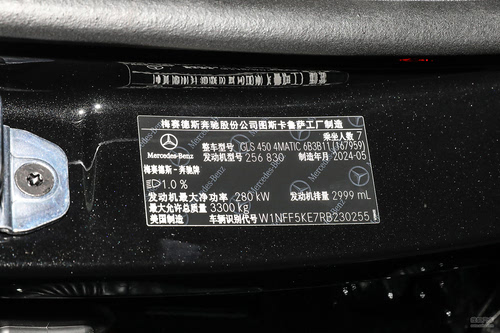 梅赛德斯奔驰股份公司图斯卡鲁萨工厂制造
乘坐人数 7
Mercedes-Benz
整车型号 GLS 450 4MATIC 6B3B11 (167959)
发动机型号 256 830 制造年月 2024-05
梅赛德斯-奔驰牌
1.0 %
发动机最大净功率 280 kW 发动机排量 2999 mL
最大允许总质量 3300 kg
美国制造 车辆识别代号 W1NFF5KE7RB230255